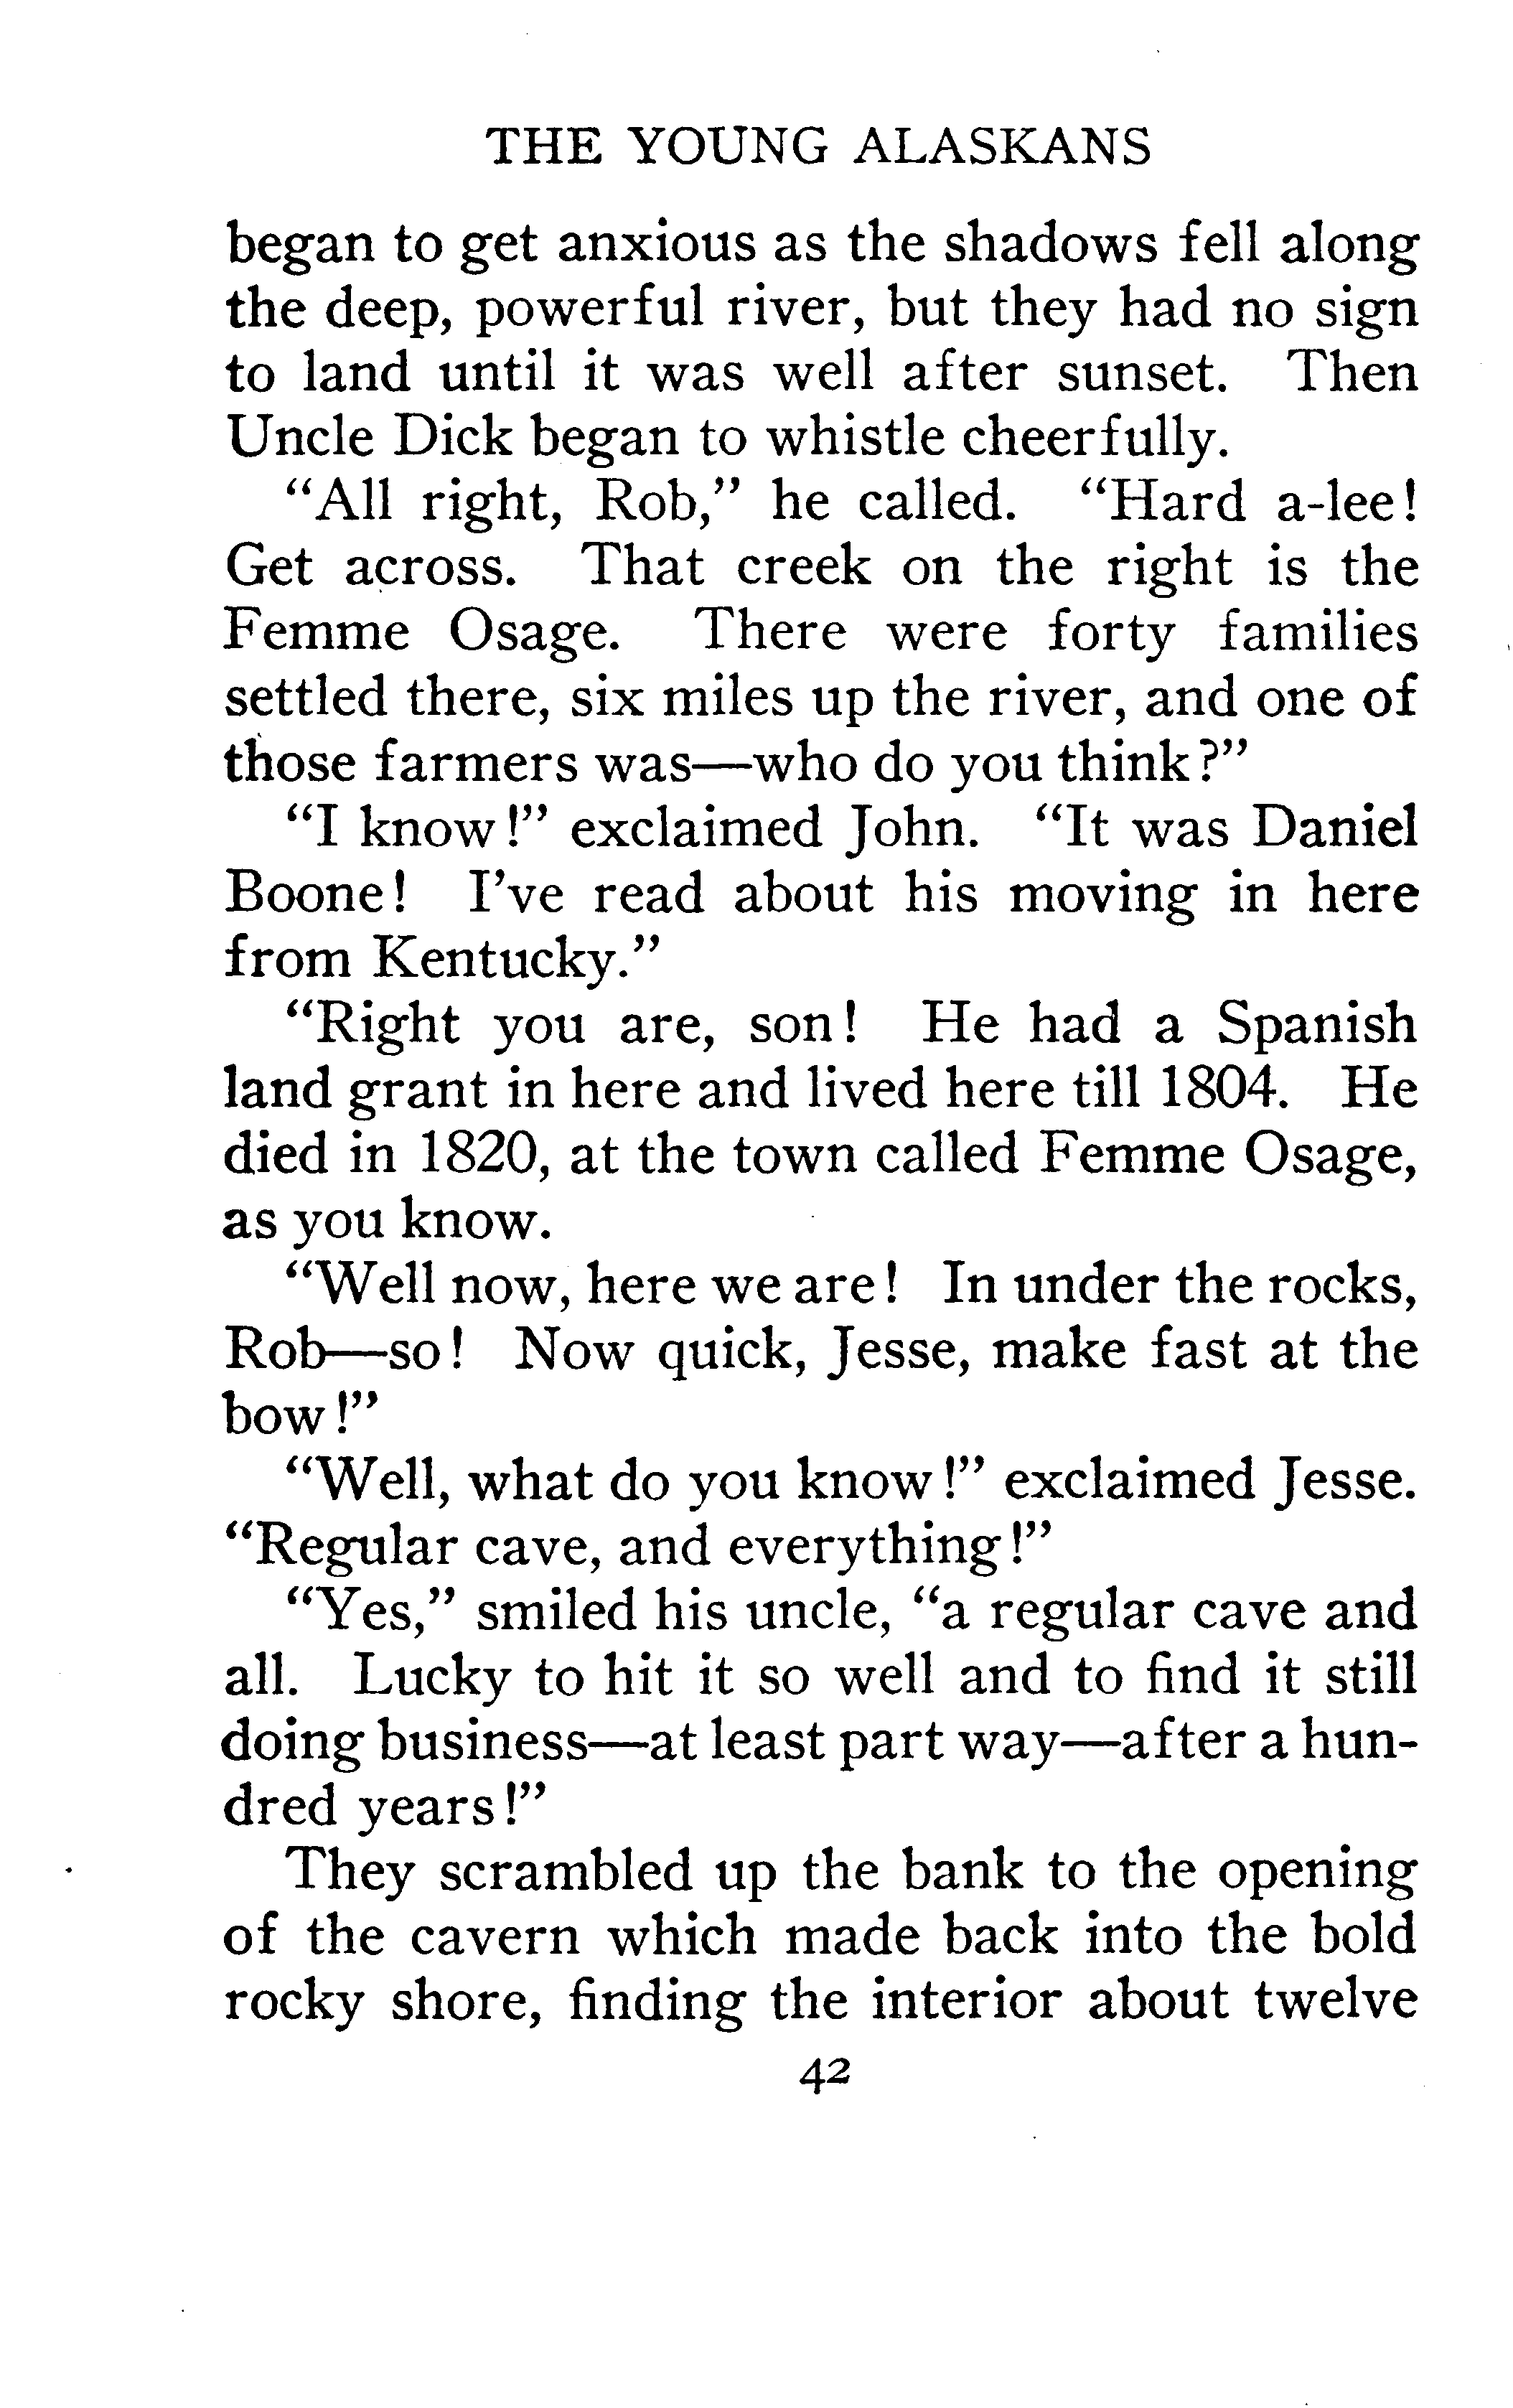 THE YOUNG ALASKANS
began to get anxious as the shadows fell along
the deep, powerful river, but they had no sign
to land until it was well after sunset. Then
Uncle Dick began to whistle cheerfully.
“All right, Rob,” he called. “Hard a-lee!
Get across. That creek on the right is the
Femme Osage. There were forty families
settled there, six miles up the river, and one of
those farmers was—who do you think?”
“I know!” exclaimed John. “It was Daniel
Boone! I’ve read about his moving in here
from Kentucky.”
“Right you are, son! He had a Spanish
land grant in here and lived here till 1804. He
died in 1820, at the town called Femme Osage,
as you know.
“Well now, here we are! In under the rocks,
Rob—so! Now quick, Jesse, make fast at the
bow!”
“Well, what do you know!” exclaimed Jesse.
“Regular cave, and everything!”
“Yes,” smiled his uncle, “a regular cave and
all. Lucky to hit it so well and to find it still
doing business—at least part way—after a hun-
dred years!”
They scrambled up the bank to the opening
of the cavern which made back into the bold
rocky shore, finding the interior about twelve
42